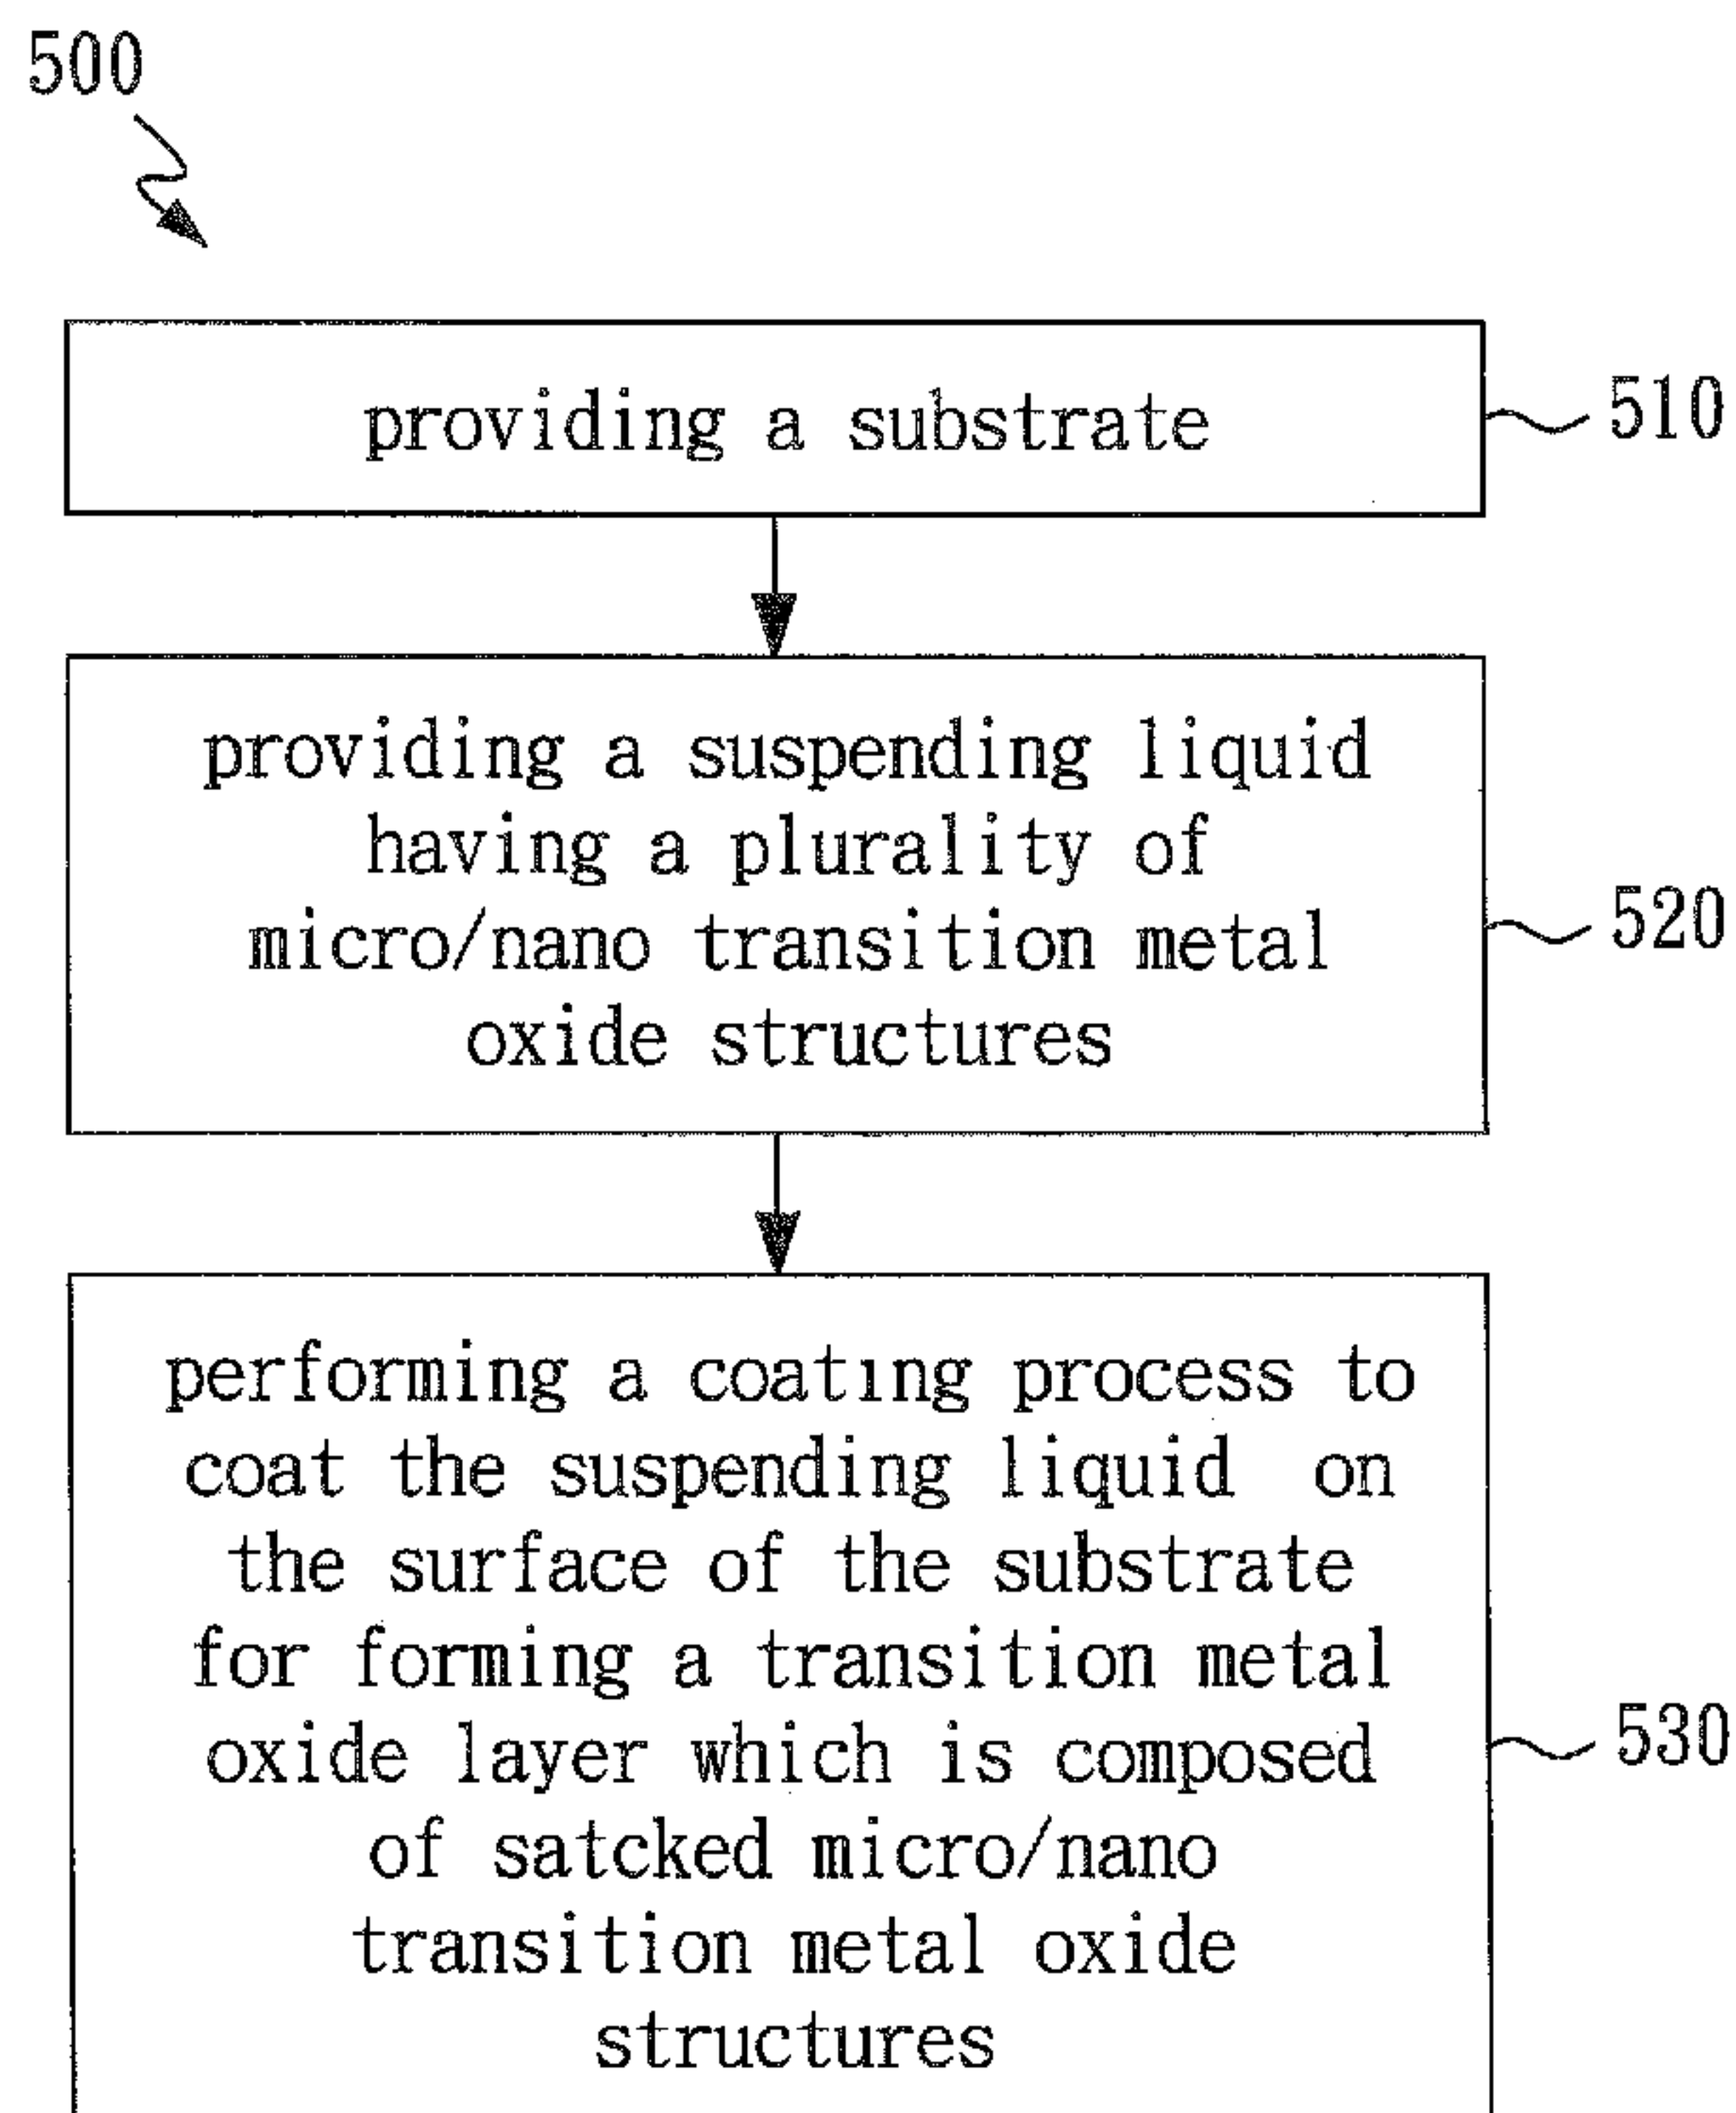 500
providing a substrate
510
providing a suspending liquid
having a plurality of
micro/nano transition metal
oxide structures
520
performing a coating process to
coat the suspending liquid on
the surface of the substrate
for forming a transition metal
oxide layer which is composed
of satcked micro/nano
transition metal oxide
structures
530